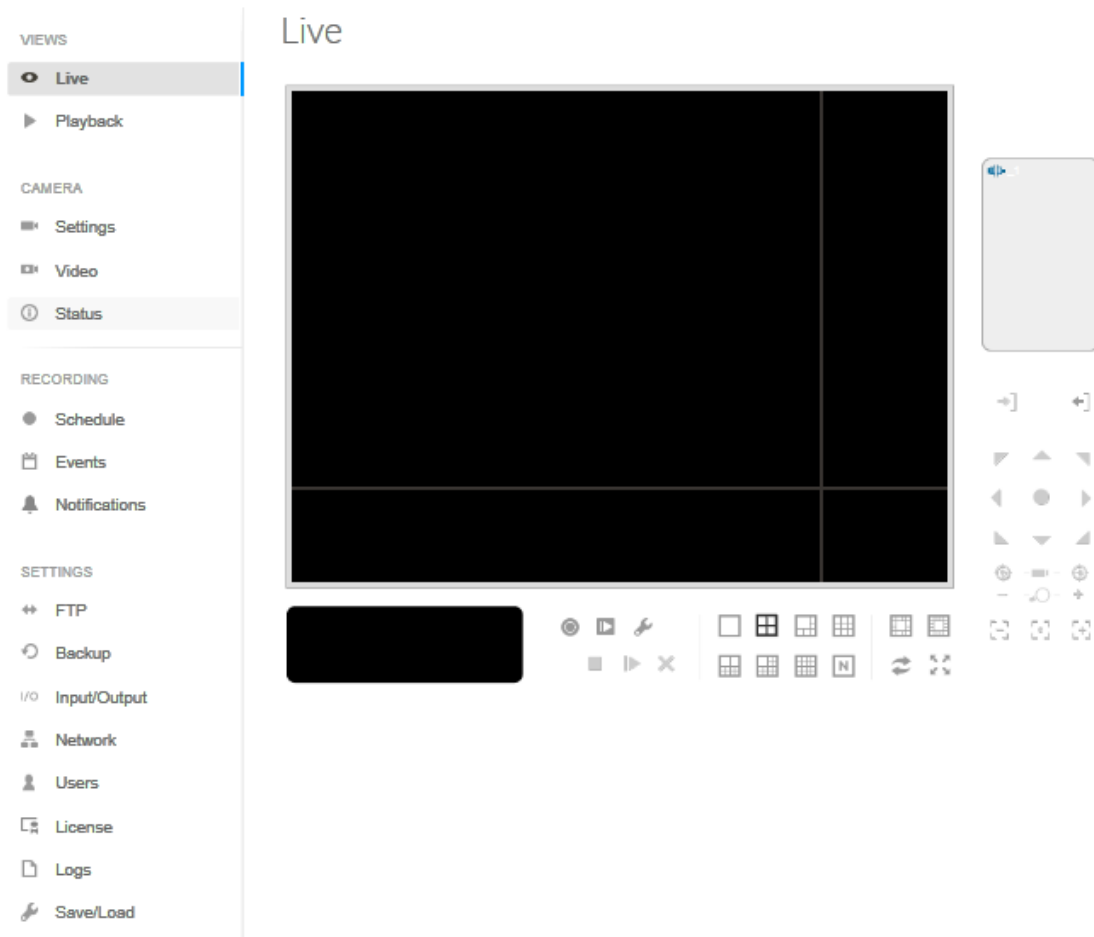 Live
VIEWS
Live
Playback
CAMERA
Settings
Video
Status
RECORDING
Schedule
Events
Notifications
SETTINGS
FTP
Backup
I/O Input/Output
Network
Users
License
Logs
Save/Load
N